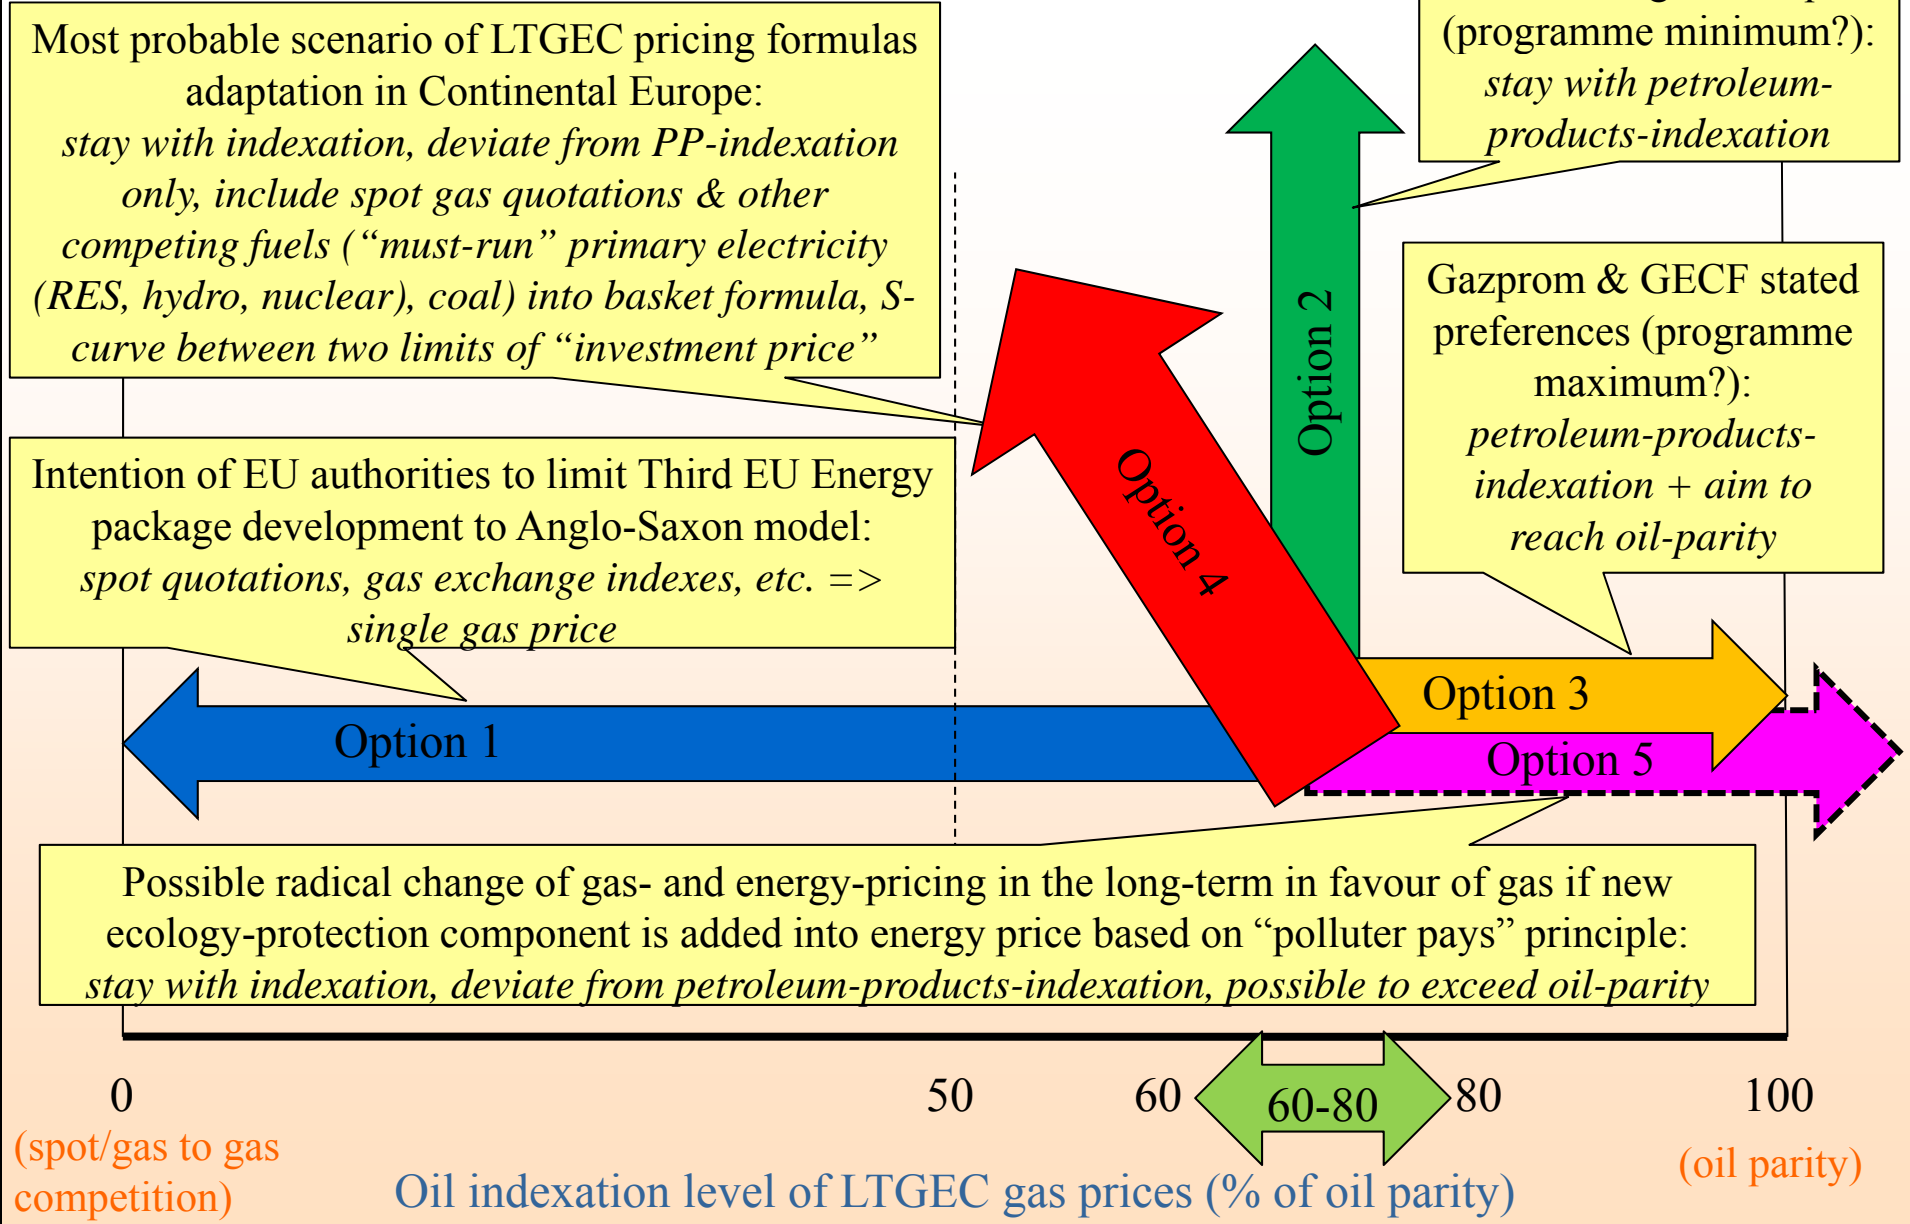 Most probable scenario of LTGEC pricing formulas
adaptation in Continental Europe:
stay with indexation, deviate from PP-indexation
only, include spot gas quotations & other
competing fuels (“must-run” primary electricity
(RES, hydro, nuclear), coal) into basket formula, S-
curve between two limits of “investment price”
(programme minimum?):
stay with petroleum-
products-indexation
Option 2
Gazprom & GECF stated
preferences (programme
maximum?):
petroleum-products-
indexation + aim to
reach oil-parity
Option 4
Intention of EU authorities to limit Third EU Energy
package development to Anglo-Saxon model:
spot quotations, gas exchange indexes, etc. =>
single gas price
Option 3
Option 1
Option 5
Possible radical change of gas- and energy-pricing in the long-term in favour of gas if new
ecology-protection component is added into energy price based on “polluter pays” principle:
stay with indexation, deviate from petroleum-products-indexation, possible to exceed oil-parity
0
50
60
60-80
80
100
(spot/gas to gas
competition)
(oil parity)
Oil indexation level of LTGEC gas prices (% of oil parity)